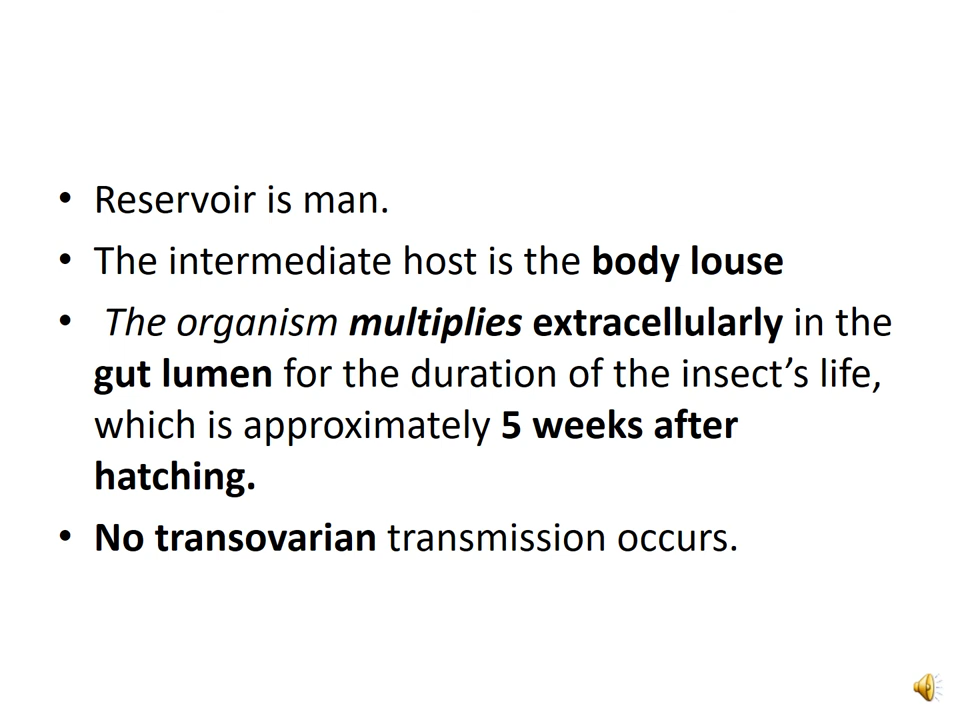 • Reservoir is man.
• The intermediate host is the body louse
• The organism multiplies extracellularly in the
gut lumen for the duration of the insect’s life,
which is approximately 5 weeks after
hatching.
• No transovarian transmission occurs.